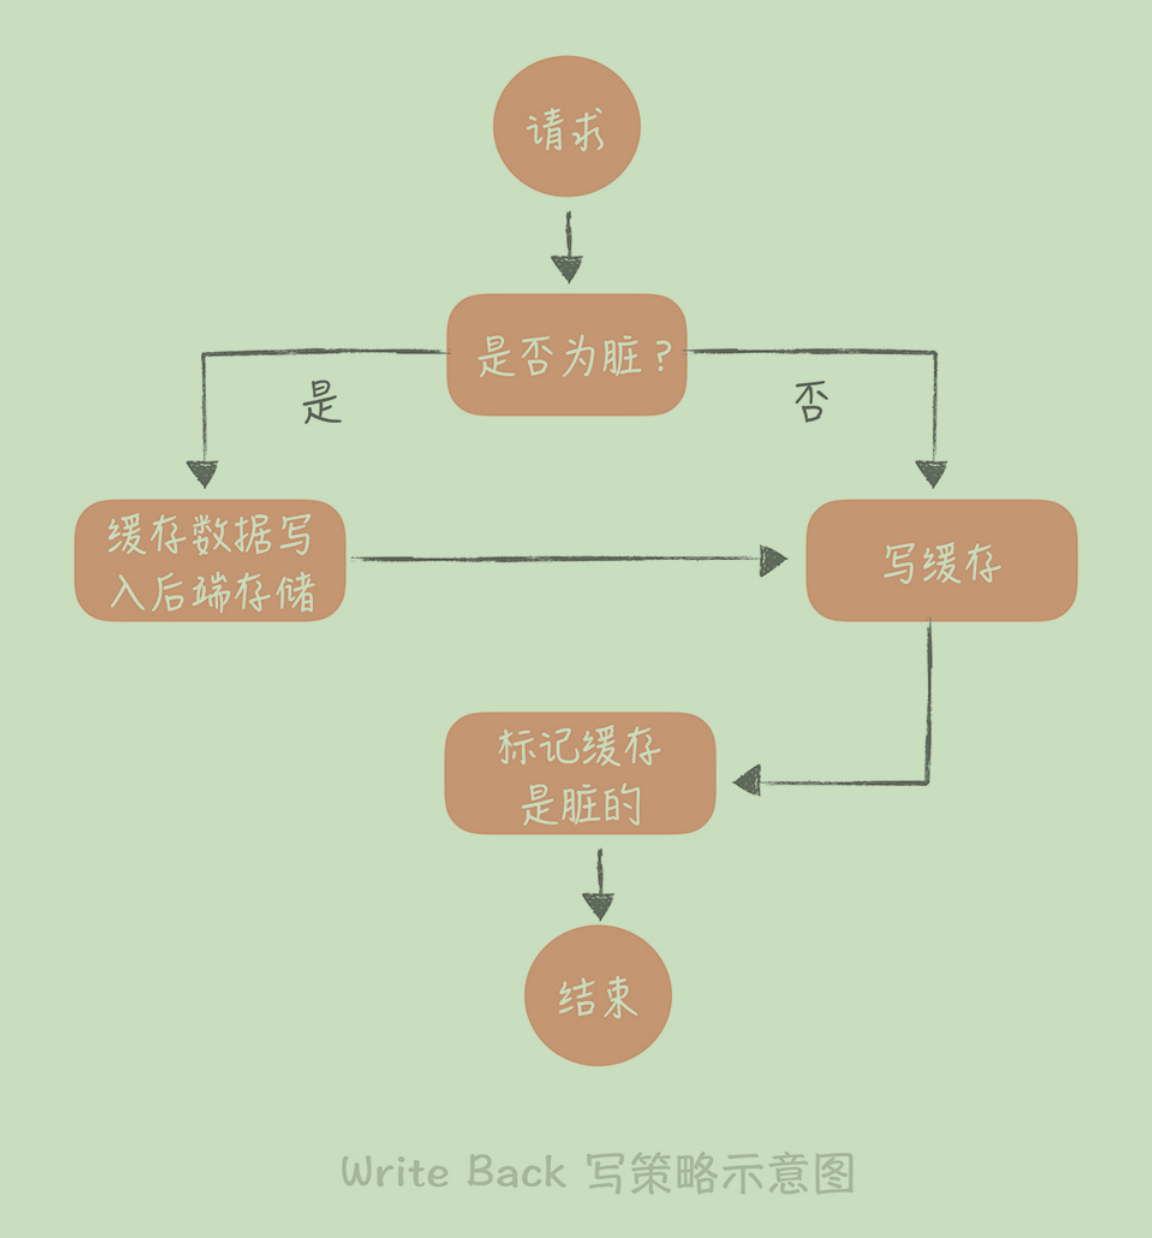 请求
是否为脏？
是
否
缓存数据写
入后端存储
写缓存
标记缓存
是脏的
结束
Write Back 写策略示意图